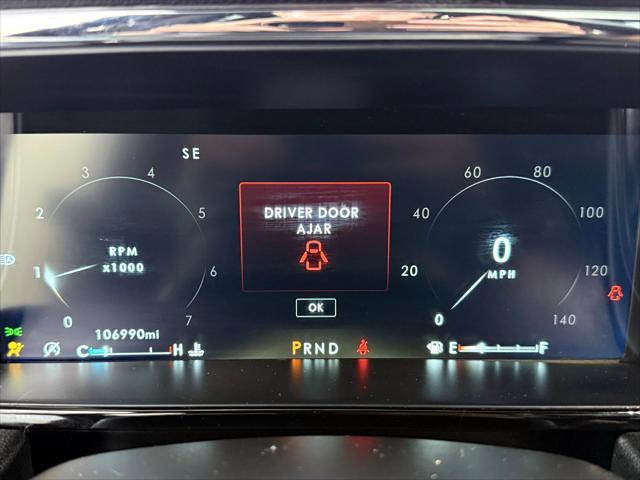 SE
3 4
2 5
1 6
0 7
RPM
x1000
DRIVER DOOR
AJAR
OK
60 80
40 100
20 120
0 140
0
MPH
106990mi
C H
PRND
E F